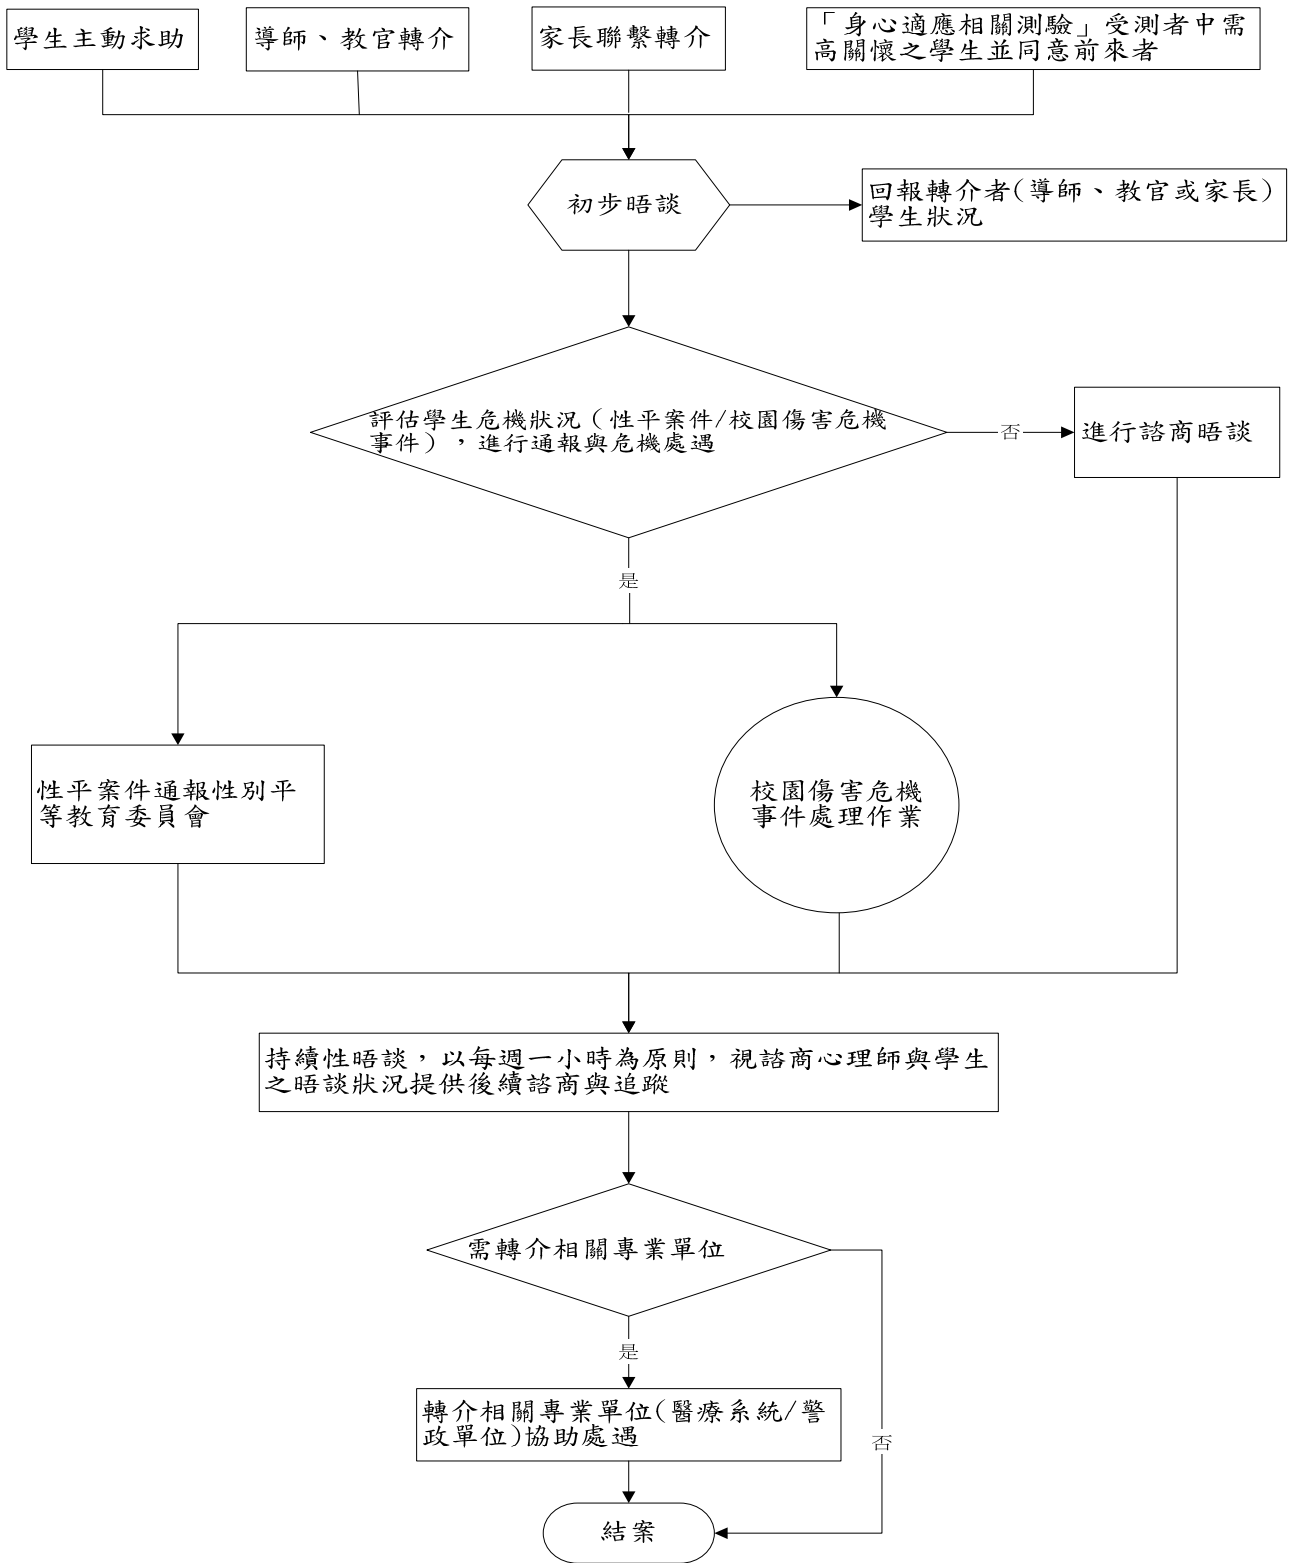 學生主動求助
導師、教官轉介
家長聯繫轉介
「身心適應相關測驗」受測者中需
高關懷之學生並同意前來者
初步晤談
回報轉介者(導師、教官或家長)
學生狀況
評估學生危機狀況（性平案件/校園傷害危機
事件），進行通報與危機處遇
否
進行諮商晤談
是
性平案件通報性別平
等教育委員會
校園傷害危機
事件處理作業
持續性晤談，以每週一小時為原則，視諮商心理師與學生
之晤談狀況提供後續諮商與追蹤
需轉介相關專業單位
是
轉介相關專業單位(醫療系統/警
政單位)協助處遇
否
結案